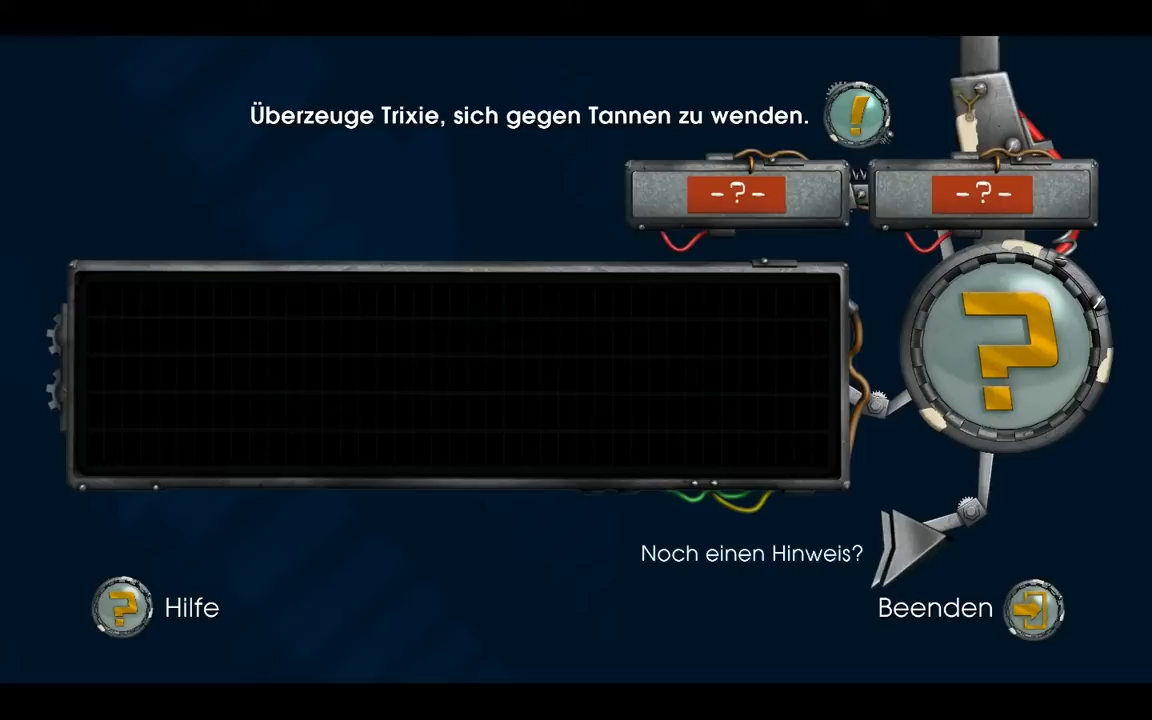 Überzeuge Trixie, sich gegen Tannen zu wenden.
-?- -?-
Noch einen Hinweis?
Hilfe
Beenden